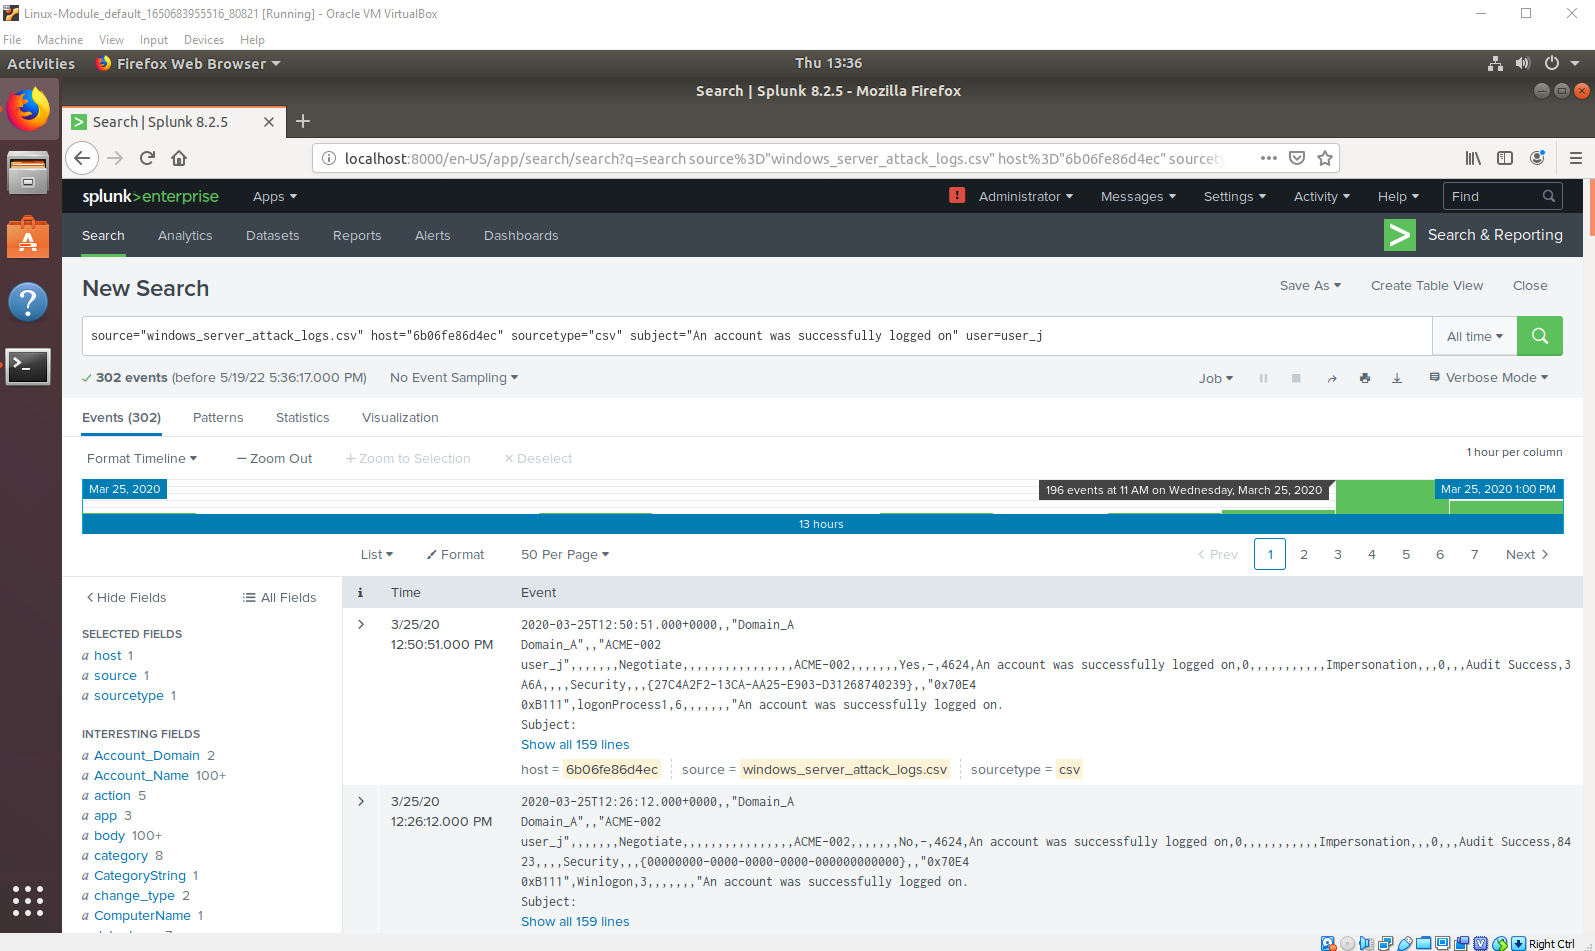 Linux-Module_default_1650683955516_80821 [Running] - Oracle VM VirtualBox
File Machine View Input Devices Help
Activities Firefox Web Browser Thu 13:36
Search | Splunk 8.2.5 - Mozilla Firefox
Search | Splunk 8.2.5
localhost:8000/en-US/app/search/search?q=search source%3D"windows_server_attack_logs.csv" host%3D"6b06fe86d4ec" sourcety
splunk>enterprise Apps Administrator Messages Settings Activity Help Find
Search Analytics Datasets Reports Alerts Dashboards Search & Reporting
New Search Save As Create Table View Close
source="windows_server_attack_logs.csv" host="6b06fe86d4ec" sourcetype="csv" subject="An account was successfully logged on" user=user_j All time
302 events (before 5/19/22 5:36:17.000 PM) No Event Sampling Job Verbose Mode
Events (302) Patterns Statistics Visualization
Format Timeline — Zoom Out + Zoom to Selection × Deselect 1 hour per column
Mar 25, 2020 196 events at 11 AM on Wednesday, March 25, 2020 Mar 25, 2020 1:00 PM
13 hours
List Format 50 Per Page < Prev 1 2 3 4 5 6 7 Next >
< Hide Fields All Fields i Time Event
SELECTED FIELDS
a host 1
a source 1
a sourcetype 1
INTERESTING FIELDS
a Account_Domain 2
a Account_Name 100+
a action 5
a app 3
a body 100+
a category 8
a CategoryString 1
a change_type 2
a ComputerName 1
3/25/20
12:50:51.000 PM
2020-03-25T12:50:51.000+0000,,"Domain_A
Domain_A",,"ACME-002
user_j",,,,,,,Negotiate,,,,,,,,,,,,,,,,ACME-002,,,,,,,Yes,-,4624,An account was successfully logged on,0,,,,,,,,,,,Impersonation,,,0,,,Audit Success,3
A6A,,,,Security,,,{27C4A2F2-13CA-AA25-E903-D31268740239},,"0x70E4
0xB111",logonProcess1,6,,,,,,,"An account was successfully logged on.
Subject:
Show all 159 lines
host = 6b06fe86d4ec source = windows_server_attack_logs.csv sourcetype = csv
3/25/20
12:26:12.000 PM
2020-03-25T12:26:12.000+0000,,"Domain_A
Domain_A",,"ACME-002
user_j",,,,,,,Negotiate,,,,,,,,,,,,,,,,ACME-002,,,,,,,No,-,4624,An account was successfully logged on,0,,,,,,,,,,,Impersonation,,,0,,,Audit Success,84
23,,,,Security,,,{00000000-0000-0000-0000-000000000000},,"0x70E4
0xB111",Winlogon,3,,,,,,,"An account was successfully logged on.
Subject:
Show all 159 lines
Right Ctrl